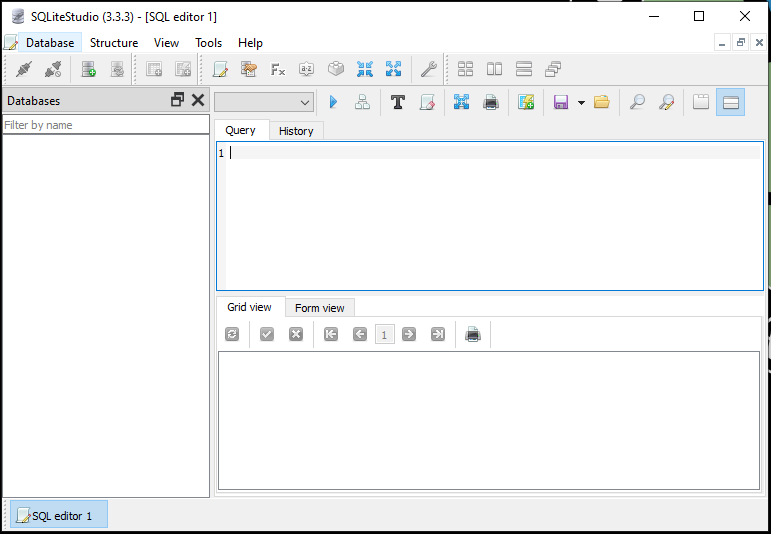 SQLiteStudio (3.3.3) - [SQL editor 1]
Database Structure View Tools Help
Databases
Filter by name
Query History
1
Grid view Form view
1
SQL editor 1